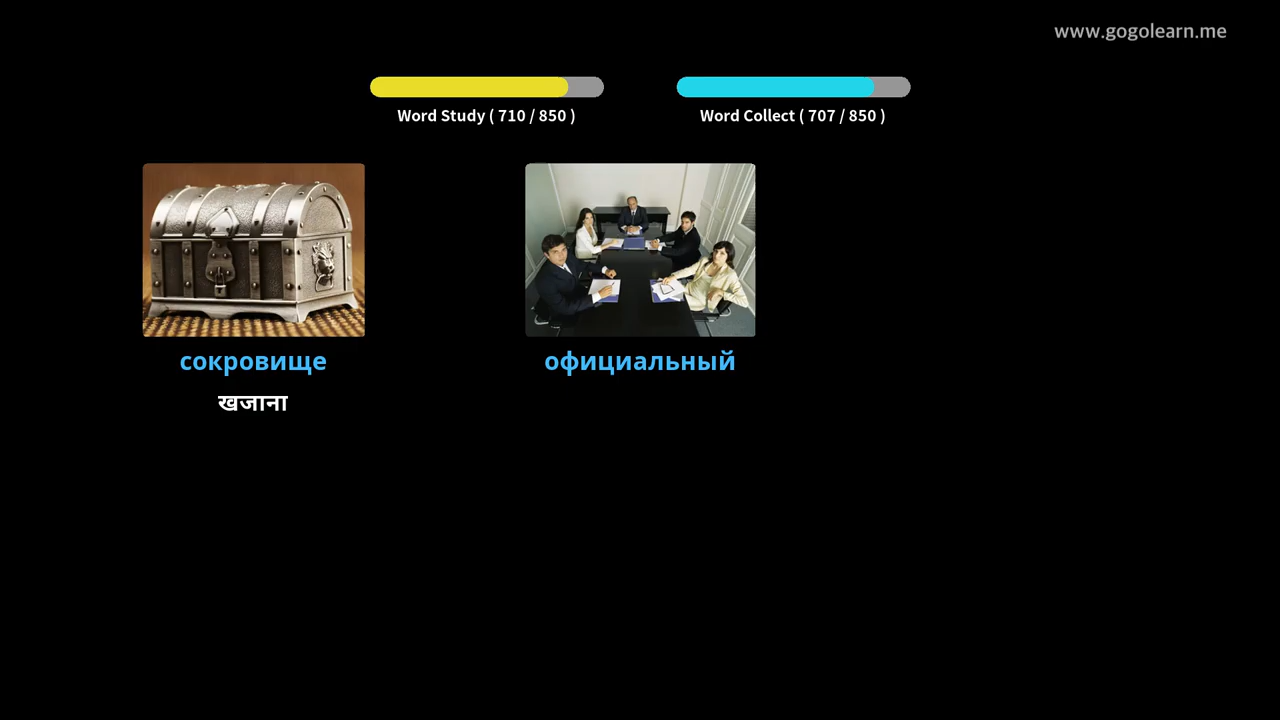 www.gogolearn.me
Word Study ( 710 / 850 )
Word Collect ( 707 / 850 )
сокровище
खजाना
официальный